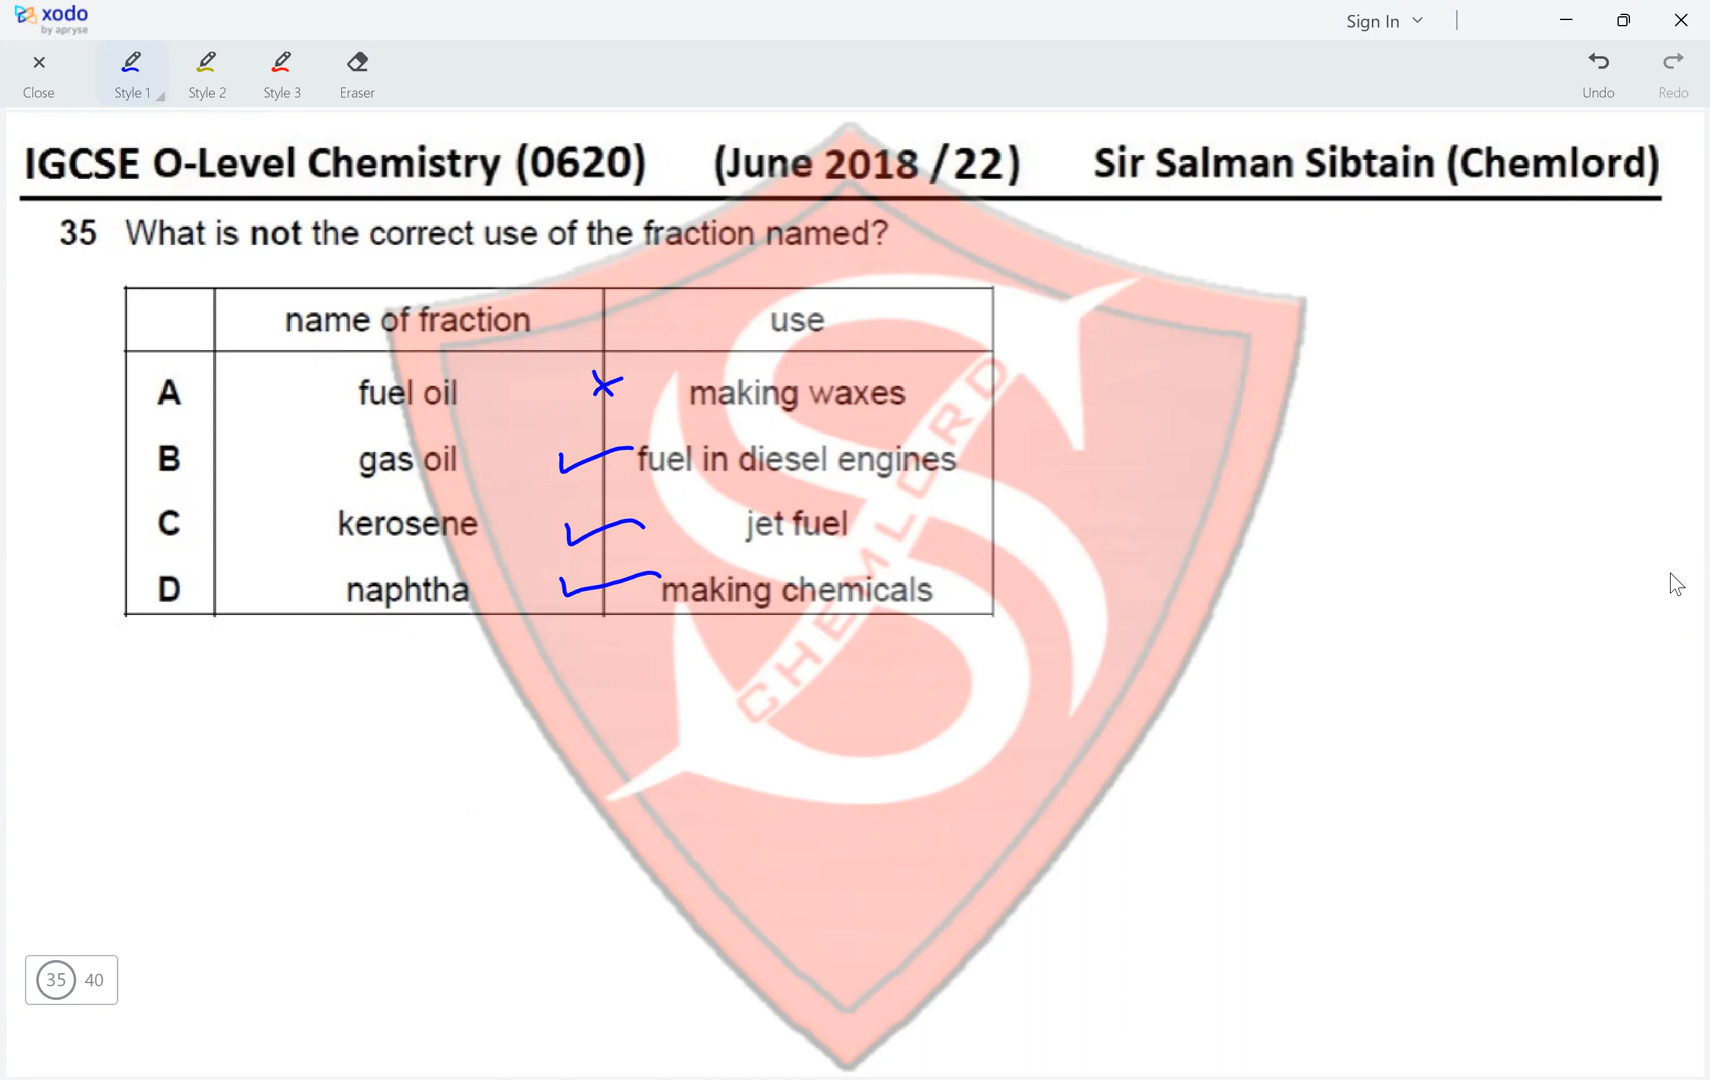 xodo
by apryse
Sign In
Close
Style 1
Style 2
Style 3
Eraser
Undo
Redo
IGCSE O-Level Chemistry (0620) (June 2018 /22) Sir Salman Sibtain (Chemlord)
35 What is not the correct use of the fraction named?
name of fraction use
A fuel oil making waxes
B gas oil fuel in diesel engines
C kerosene jet fuel
D naphtha making chemicals
CHEMLORD
35 40